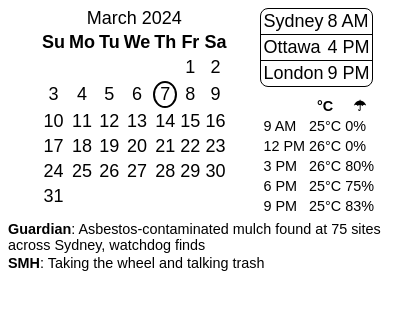 March 2024
Su Mo Tu We Th Fr Sa
1 2
3 4 5 6 7 8 9
10 11 12 13 14 15 16
17 18 19 20 21 22 23
24 25 26 27 28 29 30
31
Sydney 8 AM
Ottawa 4 PM
London 9 PM
°C ☂
9 AM 25°C 0%
12 PM 26°C 0%
3 PM 26°C 80%
6 PM 25°C 75%
9 PM 25°C 83%
Guardian: Asbestos-contaminated mulch found at 75 sites
across Sydney, watchdog finds
SMH: Taking the wheel and talking trash